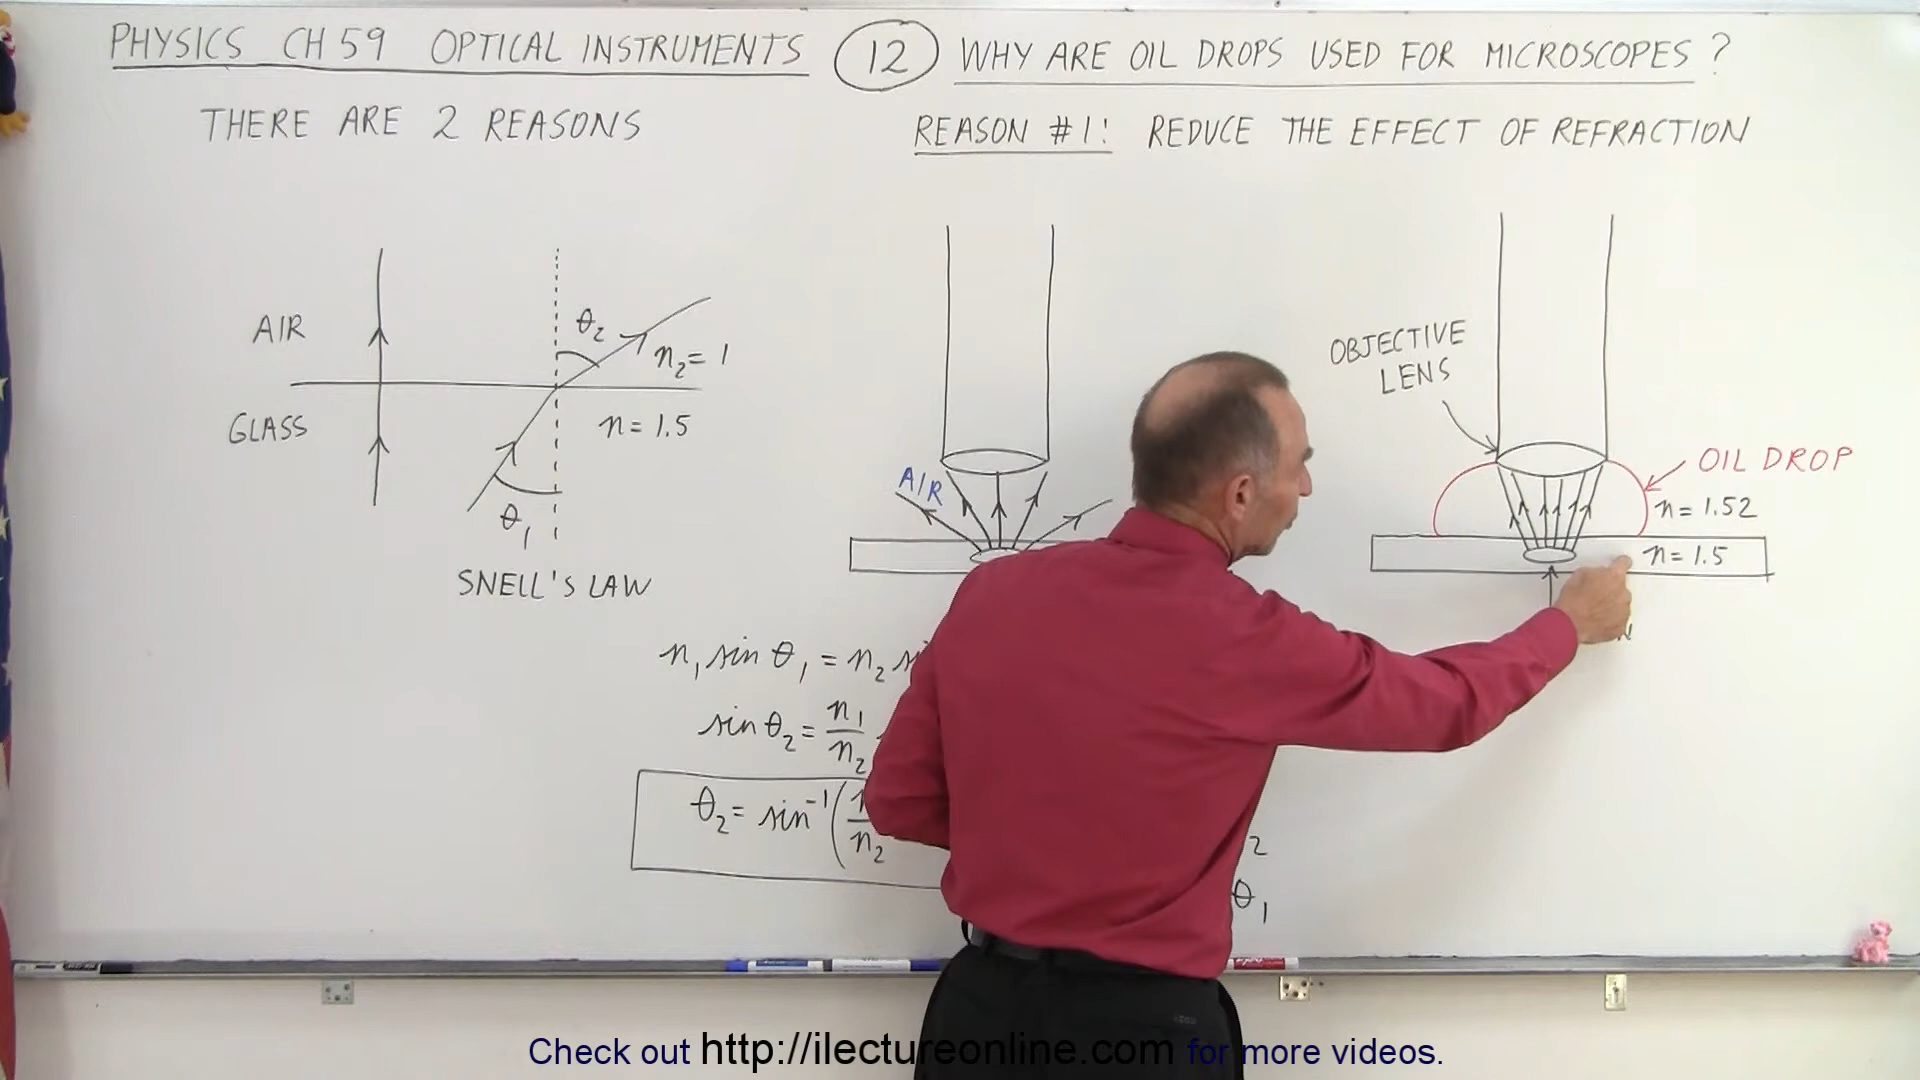 PHYSICS CH 59 OPTICAL INSTRUMENTS 12 WHY ARE OIL DROPS USED FOR MICROSCOPES ?
THERE ARE 2 REASONS
REASON #1: REDUCE THE EFFECT OF REFRACTION
AIR
GLASS
θ₂
n₂ = 1
n = 1.5
θ₁
SNELL'S LAW
n₁ sin θ₁ = n₂
sin θ₂ = n₁/n₂
θ₂ = sin⁻¹(
n₂
2
θ₁
AIR
OBJECTIVE
LENS
OIL DROP
n = 1.52
n = 1.5
Check out http://ilectureonline.com for more videos.